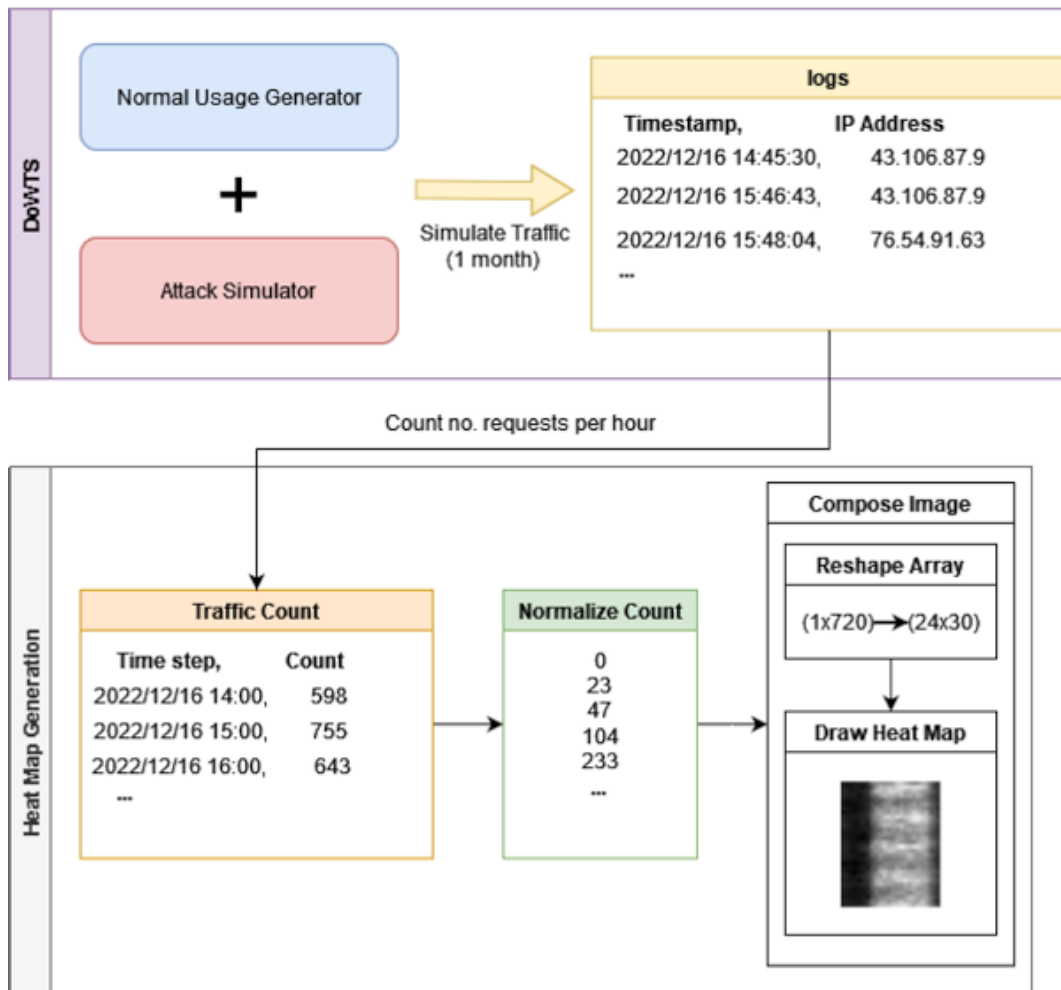 DoWTS
Normal Usage Generator
+
Attack Simulator
Simulate Traffic
(1 month)
logs
Timestamp, IP Address
2022/12/16 14:45:30, 43.106.87.9
2022/12/16 15:46:43, 43.106.87.9
2022/12/16 15:48:04, 76.54.91.63
...
Count no. requests per hour
Heat Map Generation
Traffic Count
Time step, Count
2022/12/16 14:00, 598
2022/12/16 15:00, 755
2022/12/16 16:00, 643
...
Normalize Count
0
23
47
104
233
...
Compose Image
Reshape Array
(1x720) (24x30)
Draw Heat Map